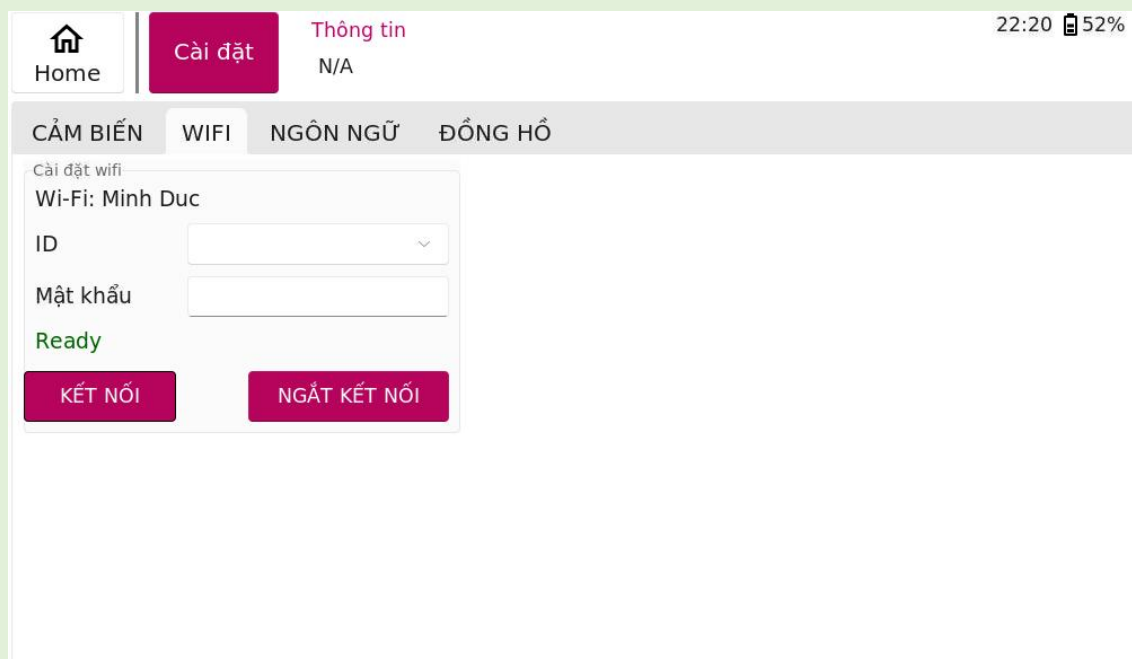 Home
Cài đặt
Thông tin
N/A
22:20 52%
CẢM BIẾN WIFI NGÔN NGỮ ĐỒNG HỒ
Cài đặt wifi
Wi-Fi: Minh Duc
ID
Mật khẩu
Ready
KẾT NỐI NGẮT KẾT NỐI